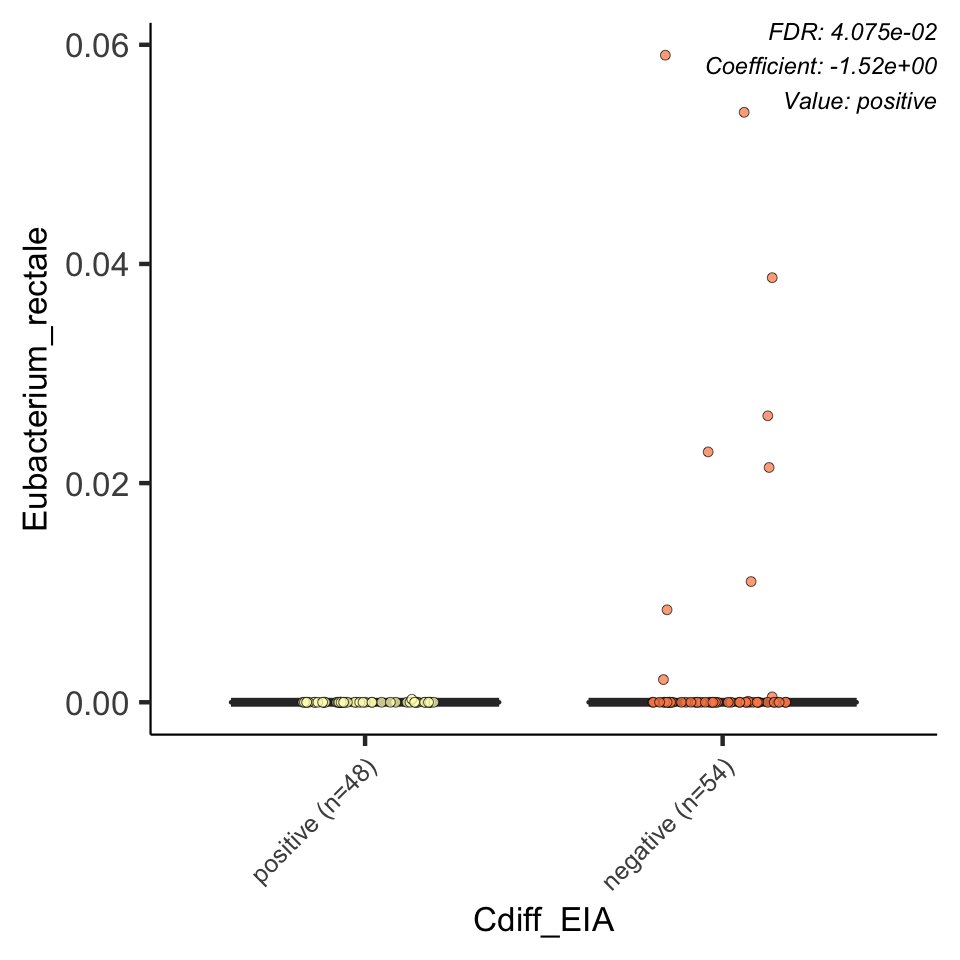 FDR: 4.075e-02
Coefficient: -1.52e+00
Value: positive
Eubacterium_rectale
0.06
0.04
0.02
0.00
positive (n=48)
negative (n=54)
Cdiff_EIA